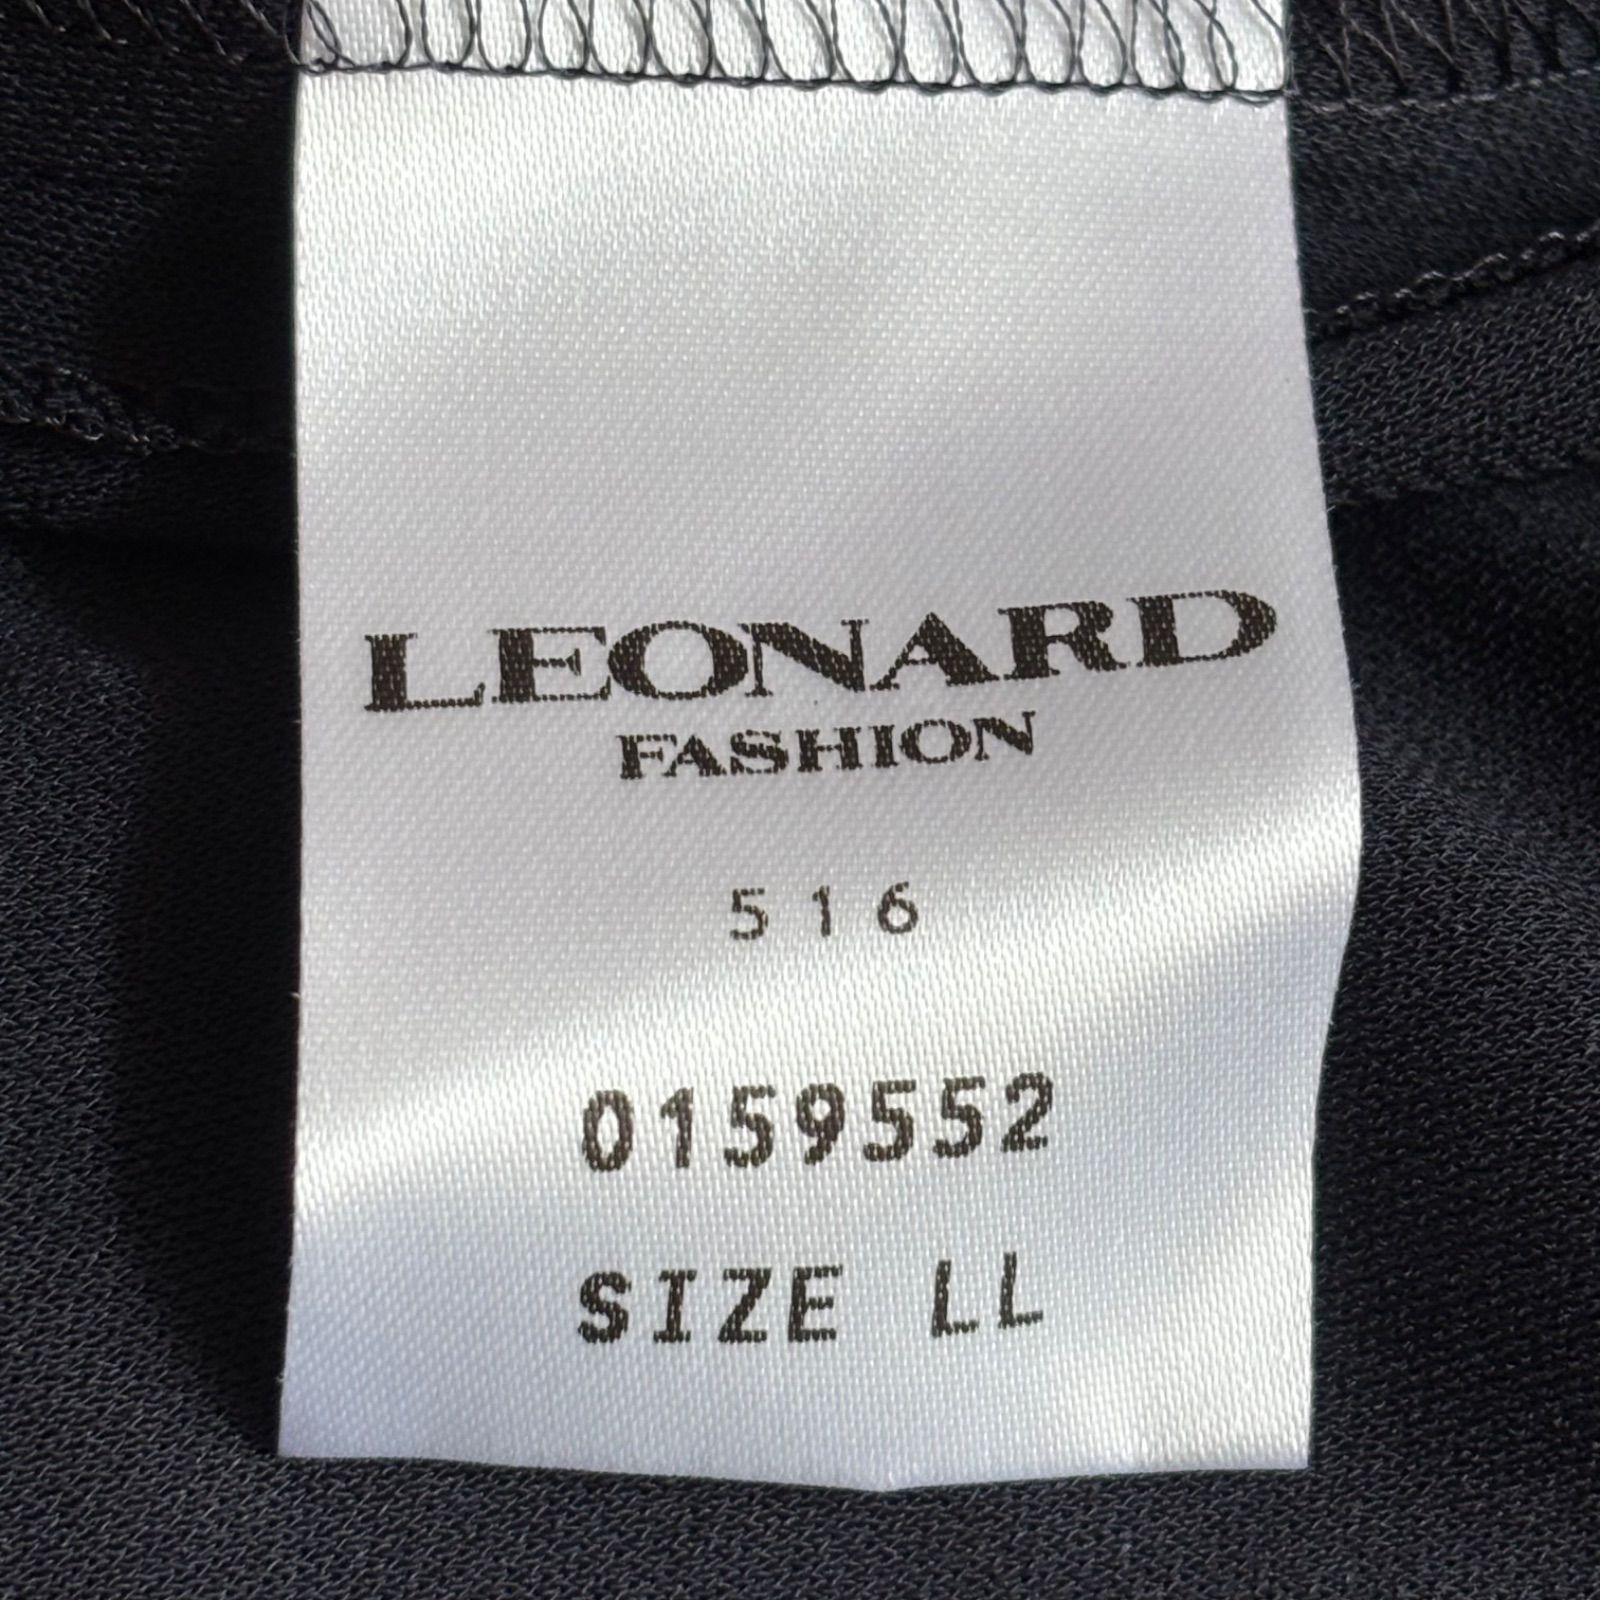 LEONARD
FASHION
516
0159552
SIZE LL